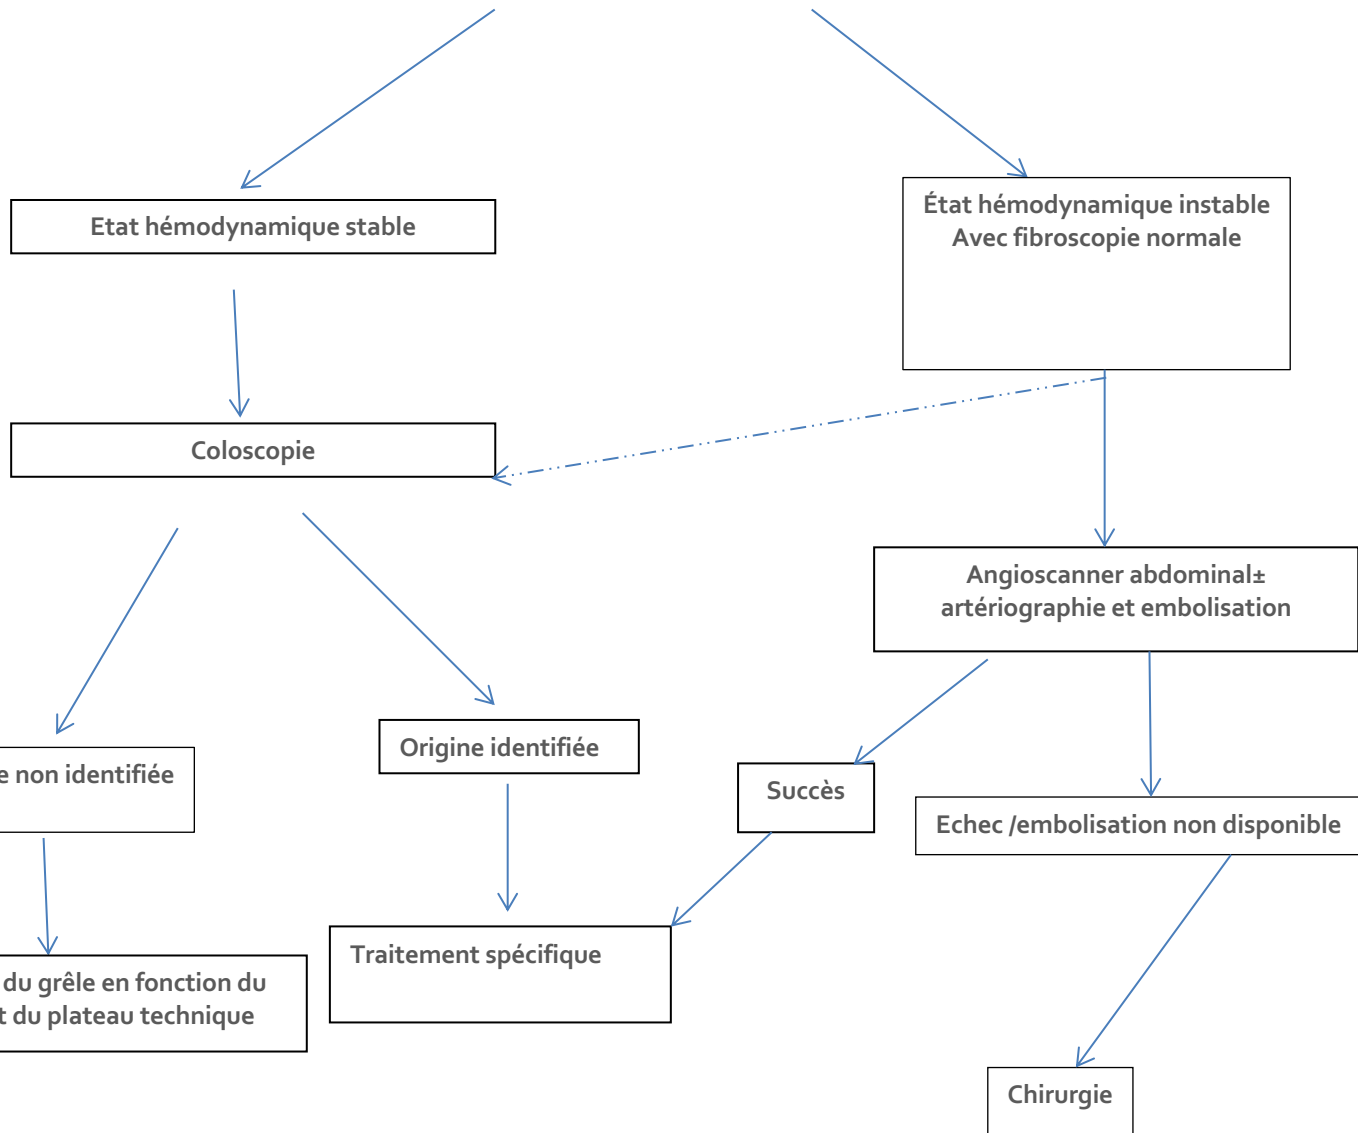 Etat hémodynamique stable
État hémodynamique instable
Avec fibroscopie normale
Coloscopie
Angioscanner abdominal±
artériographie et embolisation
Origine identifiée
e non identifiée
Succès
Echec /embolisation non disponible
Traitement spécifique
du grêle en fonction du
t du plateau technique
Chirurgie